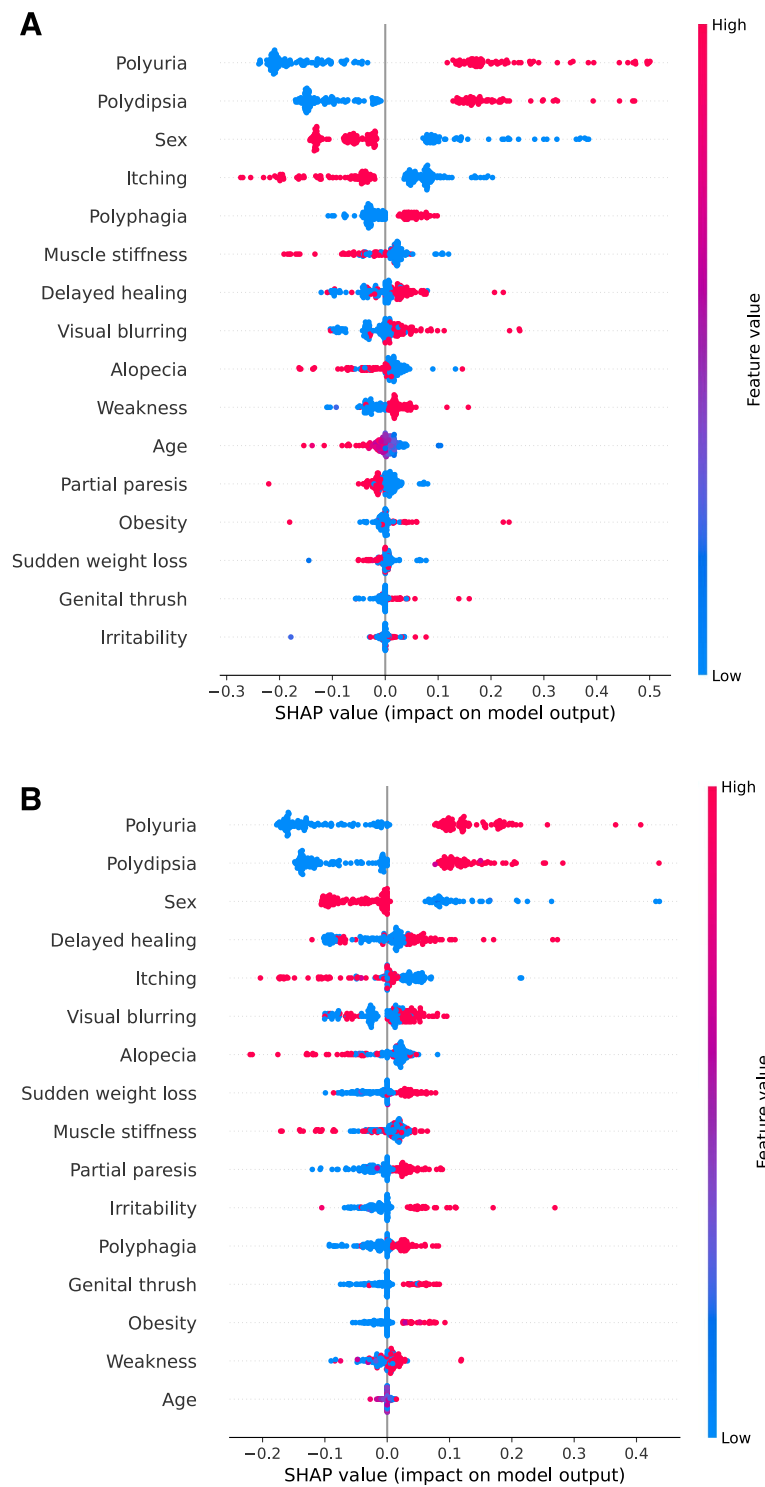 A
High
Polyuria
Polydipsia
Sex
Itching
Polyphagia
Muscle stiffness
Delayed healing
Visual blurring
Alopecia
Weakness
Age
Partial paresis
Obesity
Sudden weight loss
Genital thrush
Irritability
Feature value
Low
−0.3 −0.2 −0.1 0.0 0.1 0.2 0.3 0.4 0.5
SHAP value (impact on model output)
B
High
Polyuria
Polydipsia
Sex
Delayed healing
Itching
Visual blurring
Alopecia
Sudden weight loss
Muscle stiffness
Partial paresis
Irritability
Polyphagia
Genital thrush
Obesity
Weakness
Age
Feature value
Low
−0.2 −0.1 0.0 0.1 0.2 0.3 0.4
SHAP value (impact on model output)